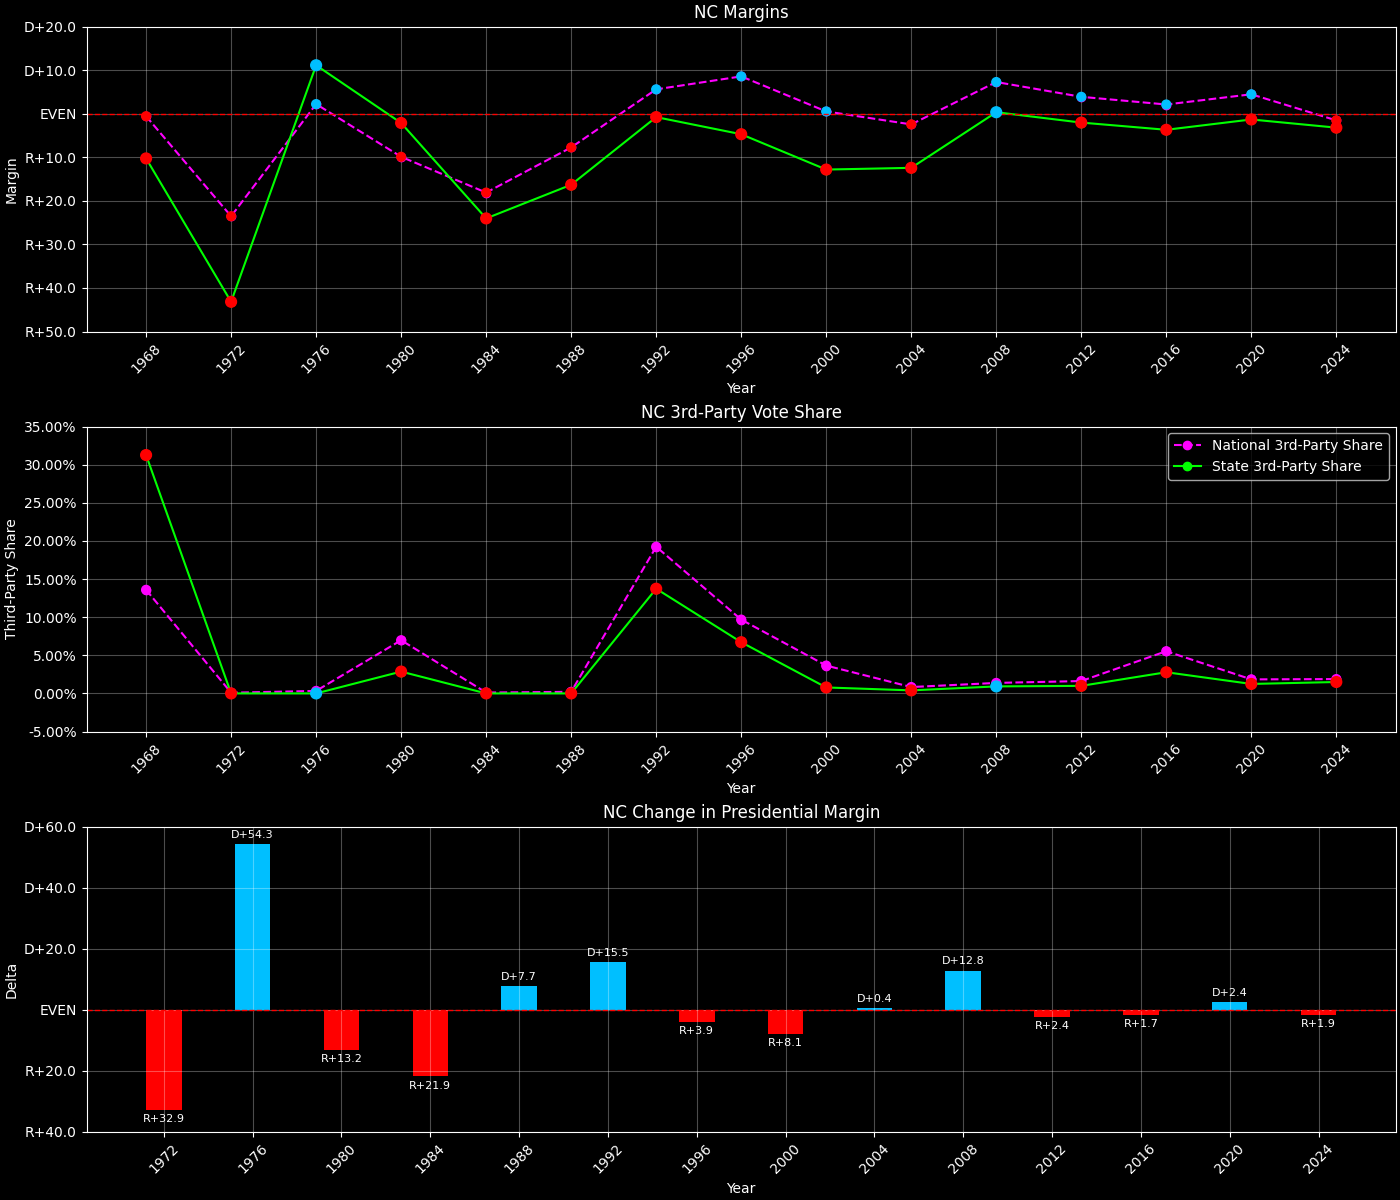 NC Margins
D+20.0
D+10.0
EVEN
R+10.0
R+20.0
R+30.0
R+40.0
R+50.0
Margin
1968 1972 1976 1980 1984 1988 1992 1996 2000 2004 2008 2012 2016 2020 2024
Year
NC 3rd-Party Vote Share
35.00%
30.00%
25.00%
20.00%
15.00%
10.00%
5.00%
0.00%
-5.00%
Third-Party Share
National 3rd-Party Share
State 3rd-Party Share
1968 1972 1976 1980 1984 1988 1992 1996 2000 2004 2008 2012 2016 2020 2024
Year
NC Change in Presidential Margin
D+60.0
D+40.0
D+20.0
EVEN
R+20.0
R+40.0
Delta
R+32.9
D+54.3
R+13.2
R+21.9
D+7.7
D+15.5
R+3.9
R+8.1
D+0.4
D+12.8
R+2.4
R+1.7
D+2.4
R+1.9
1972 1976 1980 1984 1988 1992 1996 2000 2004 2008 2012 2016 2020 2024
Year